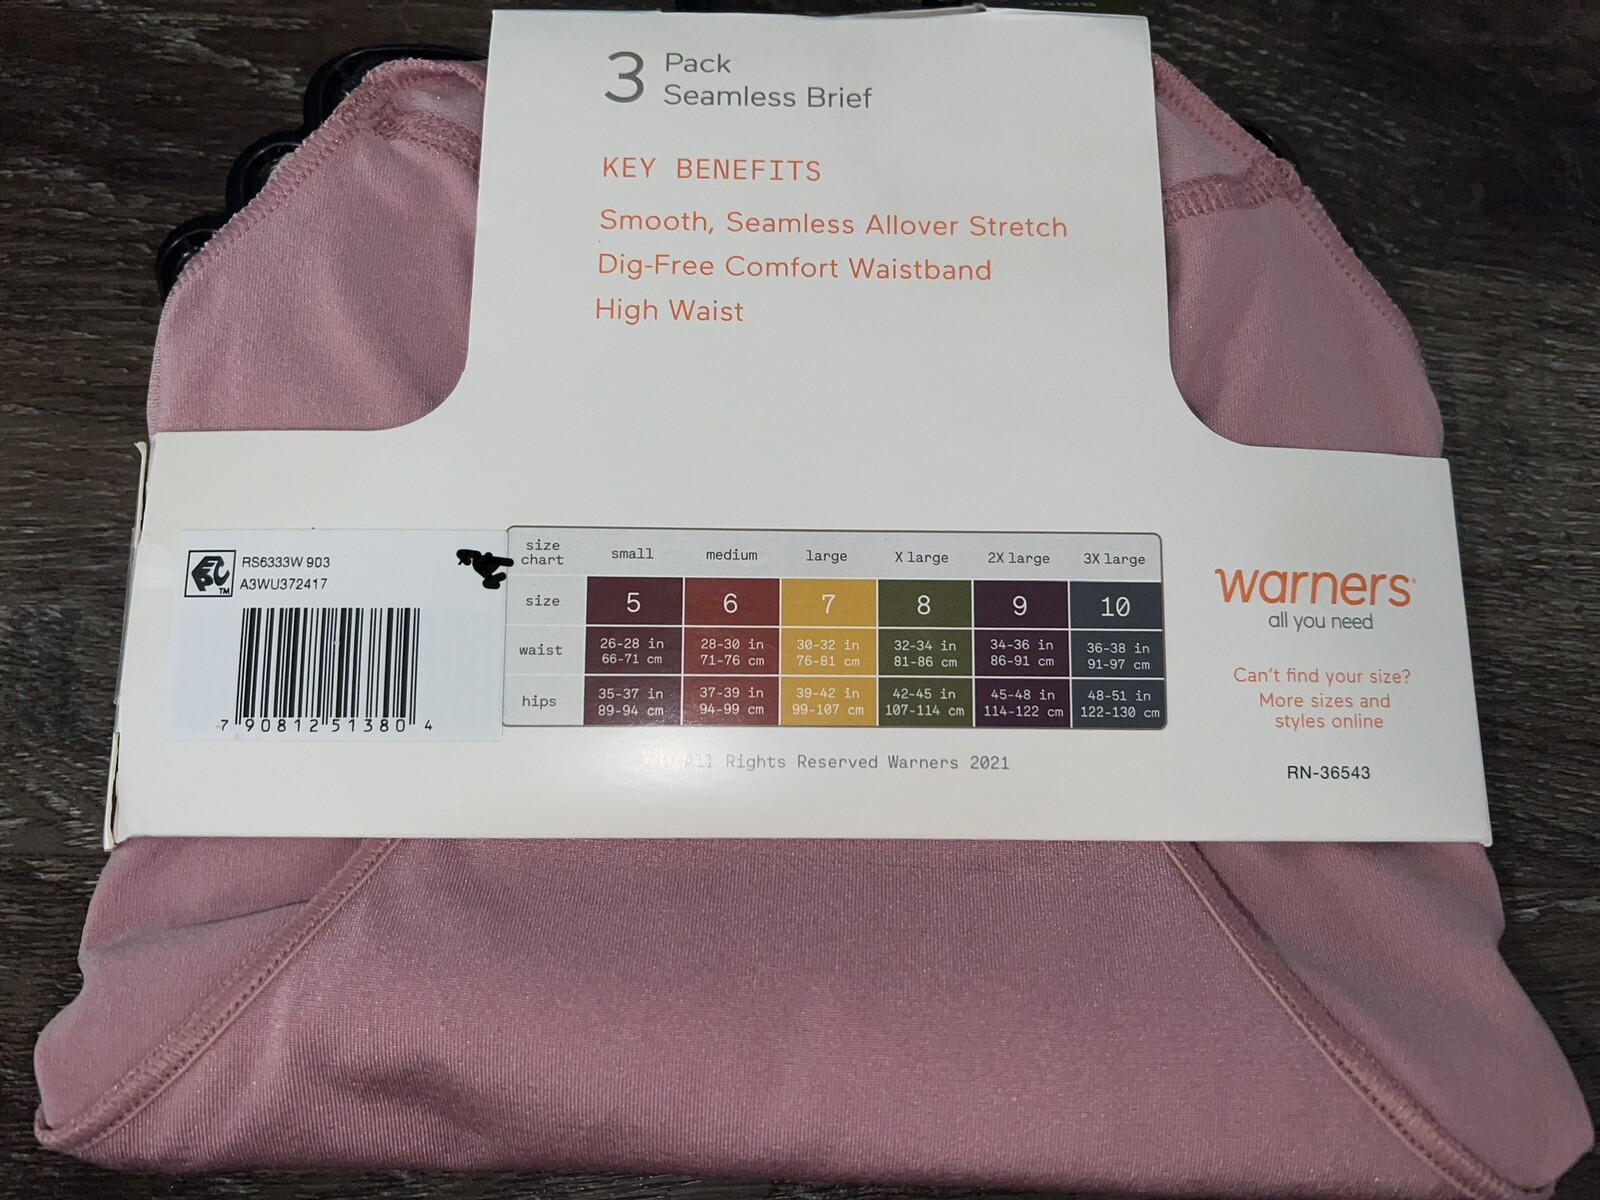 3 Pack
Seamless Brief
KEY BENEFITS
Smooth, Seamless Allover Stretch
Dig-Free Comfort Waistband
High Waist
RS6333W 903
A3WU372417
EPC
TM
7 90812 51380 4
size chart small medium large X large 2X large 3X large
size 5 6 7 8 9 10
waist 26-28 in 28-30 in 30-32 in 32-34 in 34-36 in 36-38 in
66-71 cm 71-76 cm 76-81 cm 81-86 cm 86-91 cm 91-97 cm
hips 35-37 in 37-39 in 39-42 in 42-45 in 45-48 in 48-51 in
89-94 cm 94-99 cm 99-107 cm 107-114 cm 114-122 cm 122-130 cm
© All Rights Reserved Warners 2021
warners®
all you need
Can't find your size?
More sizes and
styles online
RN-36543